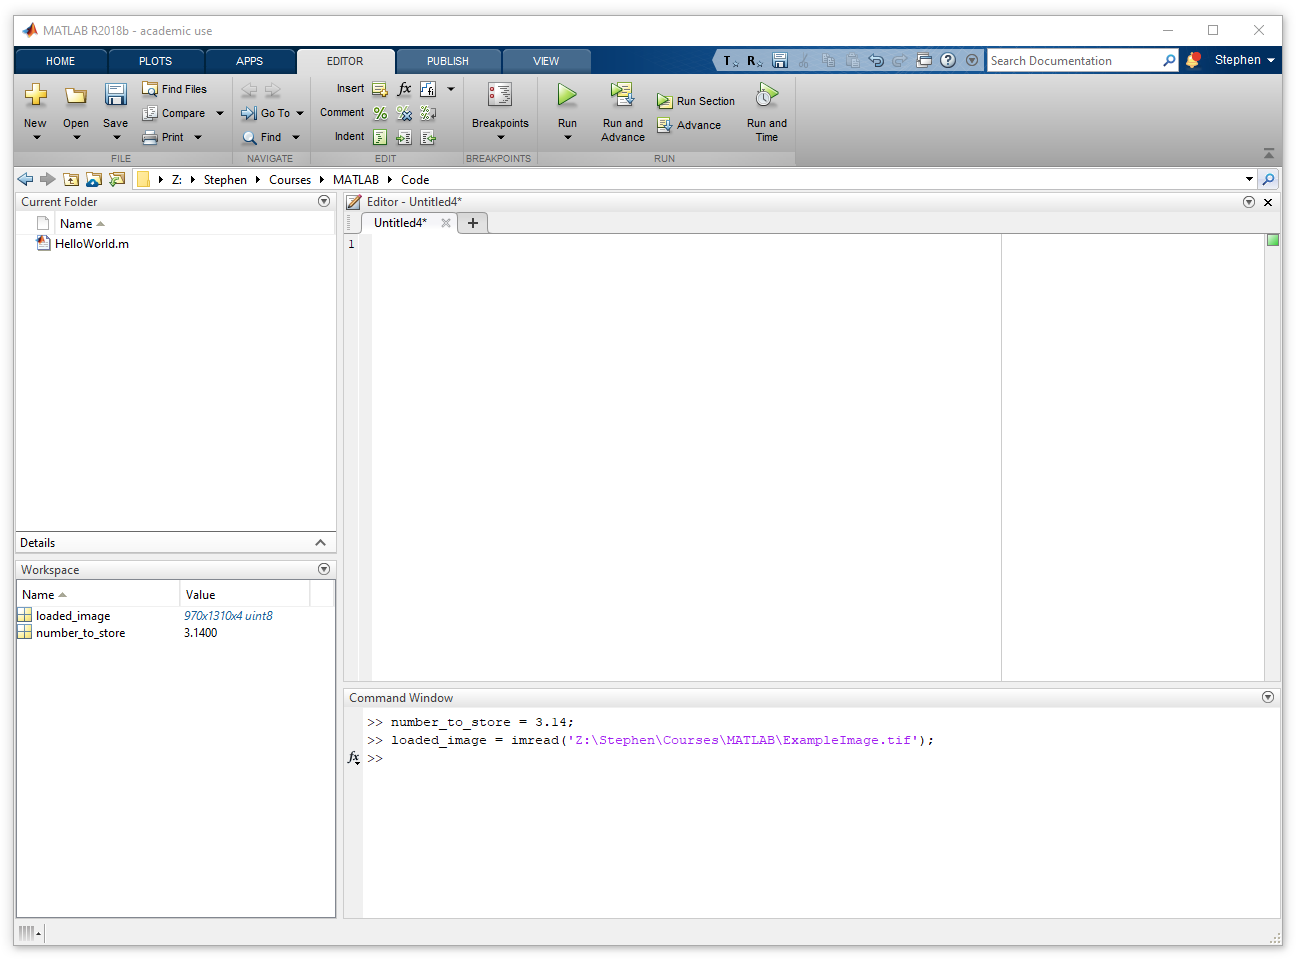 MATLAB R2018b - academic use
HOME PLOTS APPS EDITOR PUBLISH VIEW
Search Documentation
Stephen
New Open Save
Find Files
Compare
Print
FILE
Go To
Find
NAVIGATE
Insert
Comment
Indent
fx
fi
%
EDIT
Breakpoints
BREAKPOINTS
Run
Run and Advance
Run Section
Advance
Run and Time
RUN
Z: Stephen Courses MATLAB Code
Current Folder
Name
HelloWorld.m
Details
Workspace
Name Value
loaded_image 970x1310x4 uint8
number_to_store 3.1400
Editor - Untitled4*
Untitled4*
1
Command Window
>> number_to_store = 3.14;
>> loaded_image = imread('Z:\Stephen\Courses\MATLAB\ExampleImage.tif');
fx >>